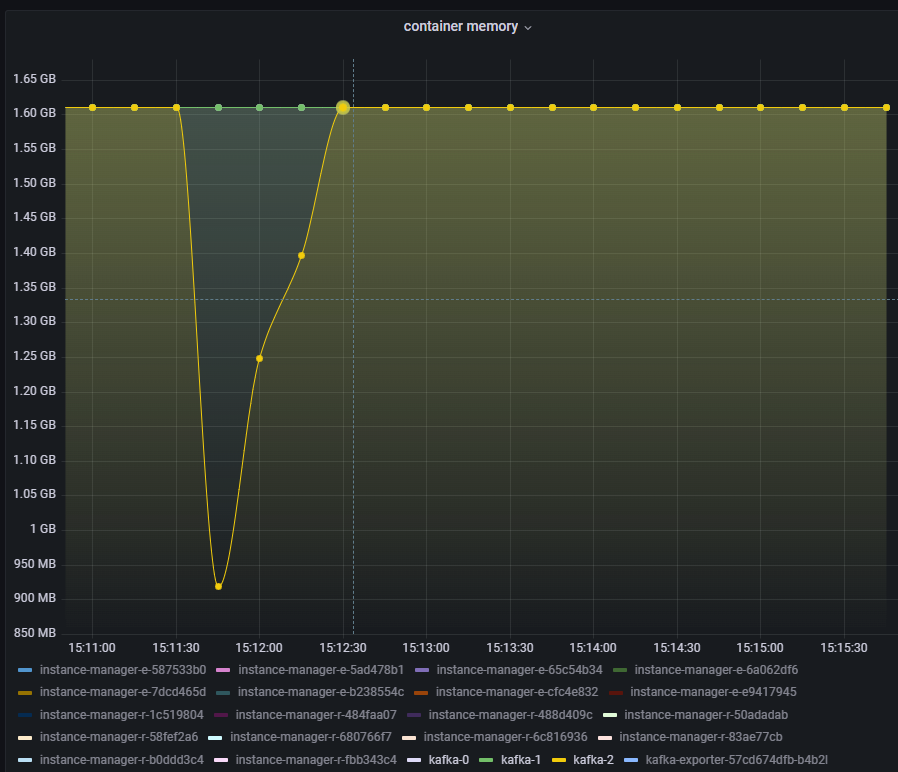 container memory
1.65 GB
1.60 GB
1.55 GB
1.50 GB
1.45 GB
1.40 GB
1.35 GB
1.30 GB
1.25 GB
1.20 GB
1.15 GB
1.10 GB
1.05 GB
1 GB
950 MB
900 MB
850 MB
15:11:00 15:11:30 15:12:00 15:12:30 15:13:00 15:13:30 15:14:00 15:14:30 15:15:00 15:15:30
instance-manager-e-587533b0 instance-manager-e-5ad478b1 instance-manager-e-65c54b34 instance-manager-e-6a062df6
instance-manager-e-7dcd465d instance-manager-e-b238554c instance-manager-e-cfc4e832 instance-manager-e-e9417945
instance-manager-r-1c519804 instance-manager-r-484faa07 instance-manager-r-488d409c instance-manager-r-50adadab
instance-manager-r-58fef2a6 instance-manager-r-680766f7 instance-manager-r-6c816936 instance-manager-r-83ae77cb
instance-manager-r-b0ddd3c4 instance-manager-r-fbb343c4 kafka-0 kafka-1 kafka-2 kafka-exporter-57cd674dfb-b4b2l